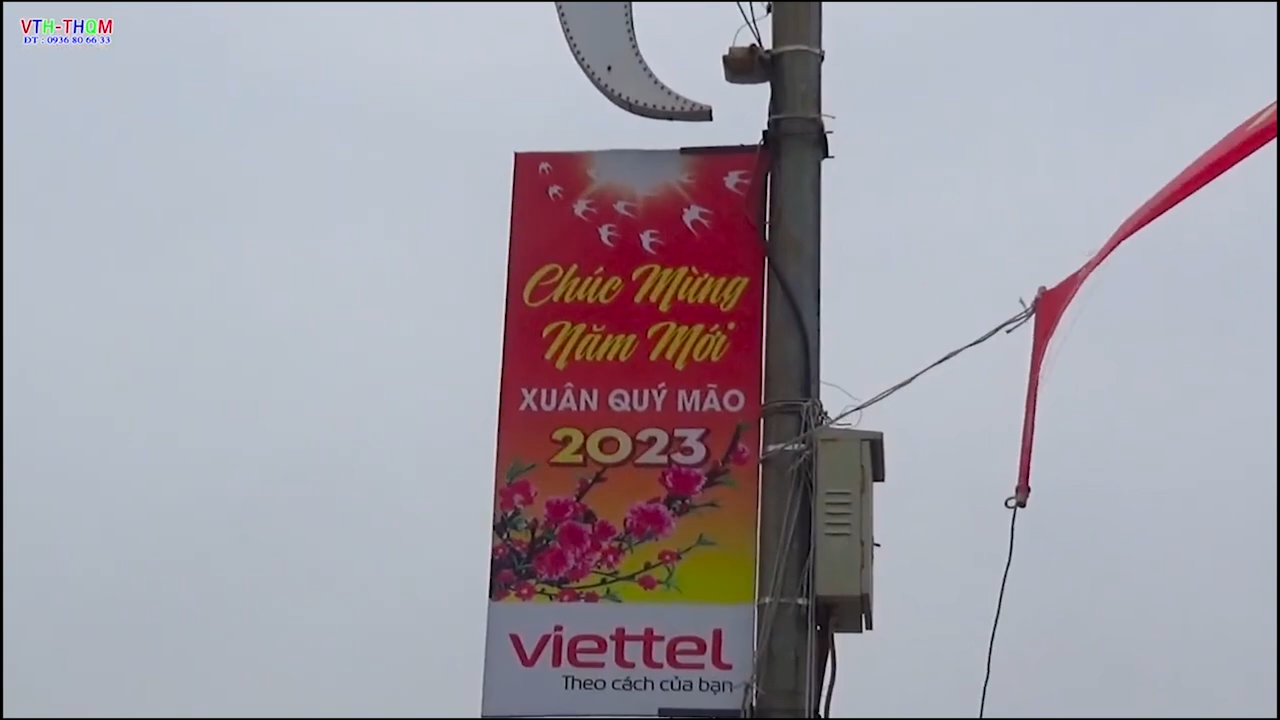 VTH-THQM
ĐT : 0936 80 66 33
Chúc Mừng
Năm Mới
XUÂN QUÝ MÃO
2023
viettel
Theo cách của bạn